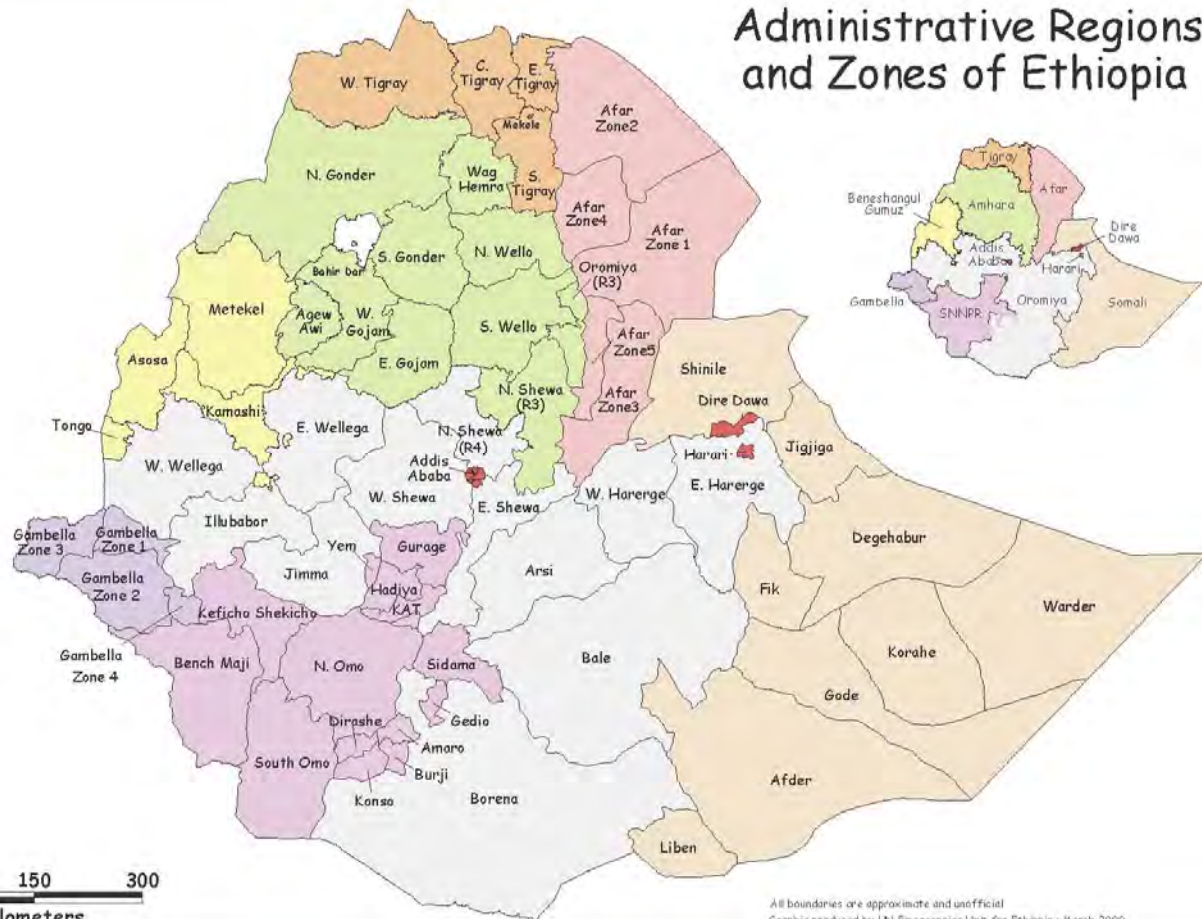 Administrative Regions
and Zones of Ethiopia
W. Tigray
C.
Tigray
E.
Tigray
Mekele
S.
Tigray
Afar
Zone2
N. Gonder
Wag
Hemra
Afar
Zone4
Afar
Zone 1
Bahir dar
S. Gonder
N. Wello
Oromiya
(R3)
Metekel
Agew
Awi
W.
Gojam
S. Wello
Afar
Zone5
Asosa
E. Gojam
Shinile
Kamashi
N. Shewa
(R3)
Afar
Zone3
Dire Dawa
Tongo
E. Wellega
N. Shewa
(R4)
Jigjiga
W. Wellega
Addis
Ababa
Harari
W. Shewa
E. Shewa
W. Harerge
E. Harerge
Illubabor
Gambella
Zone 3
Gambella
Zone 1
Yem
Gurage
Degehabur
Gambella
Zone 2
Jimma
Hadiya
Arsi
Fik
KAT
Keficho Shekicho
Warder
Gambella
Zone 4
Bench Maji
N. Omo
Sidama
Bale
Korahe
Gode
Dirashe
Gedio
Amaro
South Omo
Burji
Konso
Borena
Afder
Liben
Tigray
Beneshangul
Gumuz
Amhara
Afar
Dire
Dawa
Addis
Ababa
Harari
Gambella
SNNPR
Oromiya
Somali
150 300
All boundaries are approximate and unofficial